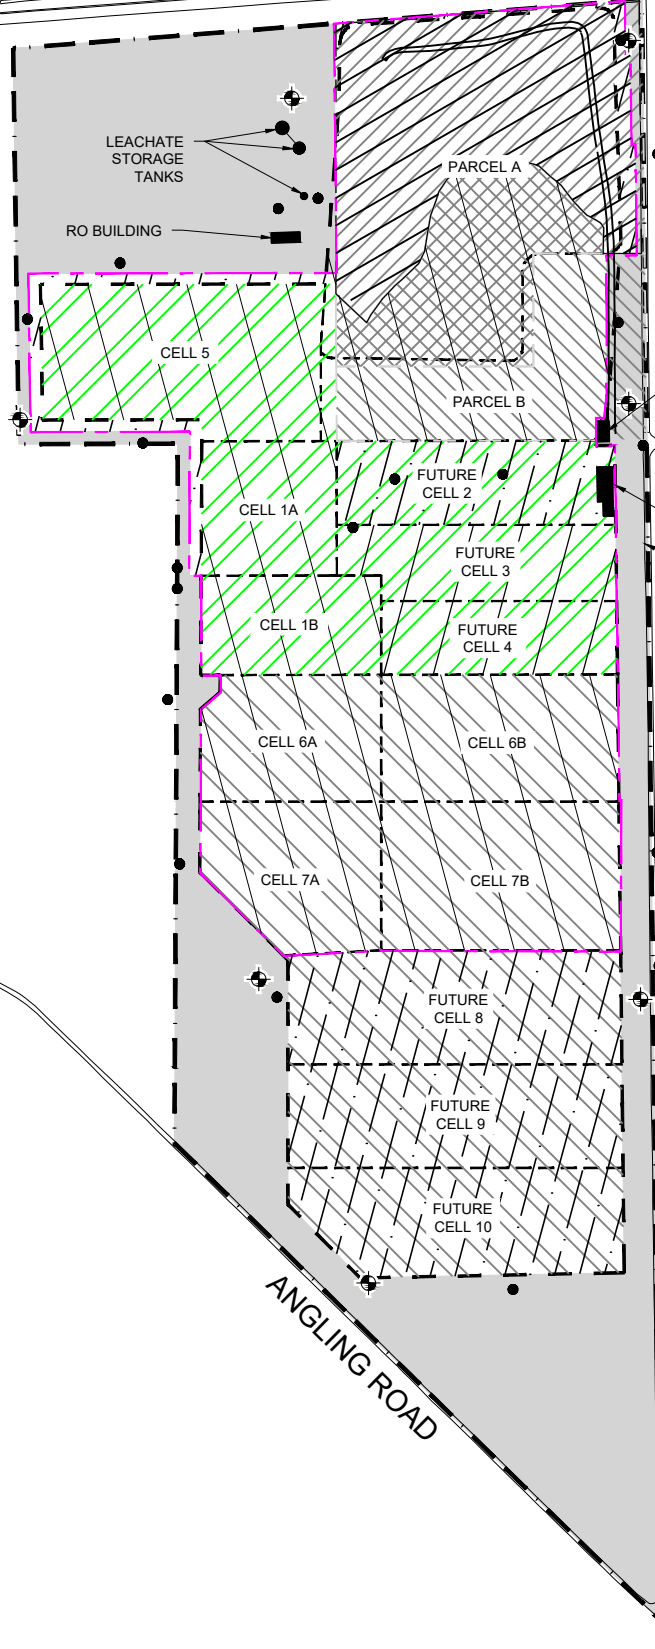 LEACHATE
STORAGE
TANKS
PARCEL A
RO BUILDING
CELL 5
PARCEL B
FUTURE
CELL 2
CELL 1A
FUTURE
CELL 3
CELL 1B
FUTURE
CELL 4
CELL 6A
CELL 6B
CELL 7A
CELL 7B
FUTURE
CELL 8
FUTURE
CELL 9
FUTURE
CELL 10
ANGLING ROAD